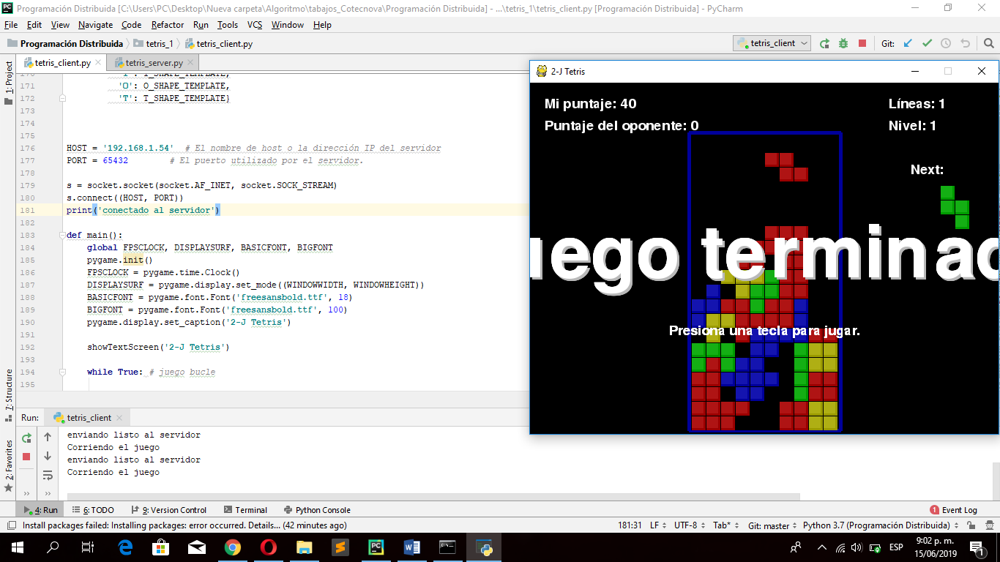 Programación Distribuida [C:\Users\PC\Desktop\Nueva carpeta\Algoritmo\tabajos_Cotecnova\Programación Distribuida] - ...\tetris_1\tetris_client.py [Programación Distribuida] - PyCharm
File Edit View Navigate Code Refactor Run Tools VCS Window Help
Programación Distribuida tetris_1 tetris_client.py
tetris_client Git:
tetris_client.py tetris_server.py
1: Project
171 'O': O_SHAPE_TEMPLATE,
172 'T': T_SHAPE_TEMPLATE}
173
174
175
176 HOST = '192.168.1.54' # El nombre de host o la dirección IP del servidor
177 PORT = 65432 # El puerto utilizado por el servidor.
178
179 s = socket.socket(socket.AF_INET, socket.SOCK_STREAM)
180 s.connect((HOST, PORT))
181 print('conectado al servidor')
182
183 def main():
184 global FPSCLOCK, DISPLAYSURF, BASICFONT, BIGFONT
185 pygame.init()
186 FPSCLOCK = pygame.time.Clock()
187 DISPLAYSURF = pygame.display.set_mode((WINDOWWIDTH, WINDOWHEIGHT))
188 BASICFONT = pygame.font.Font('freesansbold.ttf', 18)
189 BIGFONT = pygame.font.Font('freesansbold.ttf', 100)
190 pygame.display.set_caption('2-J Tetris')
191
192 showTextScreen('2-J Tetris')
193
194 while True: # juego bucle
195
2-J Tetris
Mi puntaje: 40
Puntaje del oponente: 0
Líneas: 1
Nivel: 1
Next:
uego terminad
Presiona una tecla para jugar.
7: Structure
2: Favorites
Run: tetris_client
enviando listo al servidor
Corriendo el juego
enviando listo al servidor
Corriendo el juego
4: Run 6: TODO 9: Version Control Terminal Python Console 1 Event Log
Install packages failed: Installing packages: error occurred. Details... (42 minutes ago) 181:31 LF UTF-8 Tab* Git: master Python 3.7 (Programación Distribuida)
ESP 9:02 p. m.
15/06/2019 1